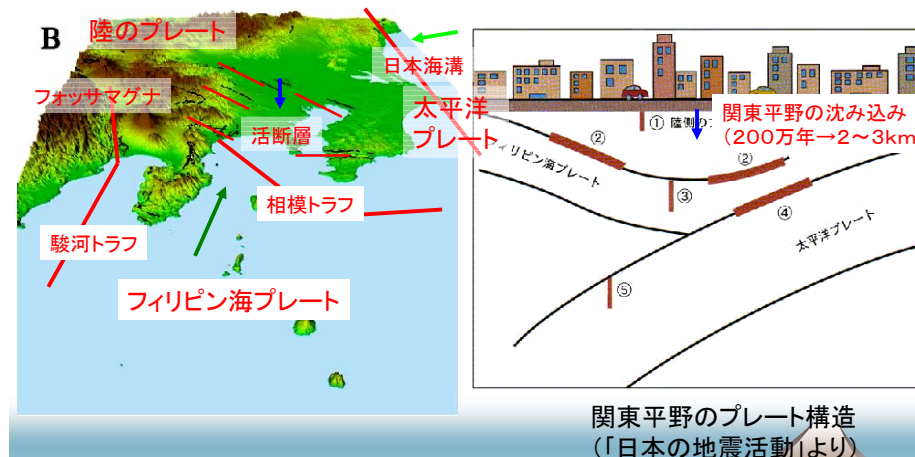 B
陸のプレート
日本海溝
フォッサマグナ
太平洋
プレート
活断層
相模トラフ
駿河トラフ
フィリピン海プレート
① 陸側の
関東平野の沈み込み
(200万年→2～3km
②
フィリピン海プレート
②
③
④
太平洋プレート
⑤
関東平野のプレート構造
(「日本の地震活動」より)